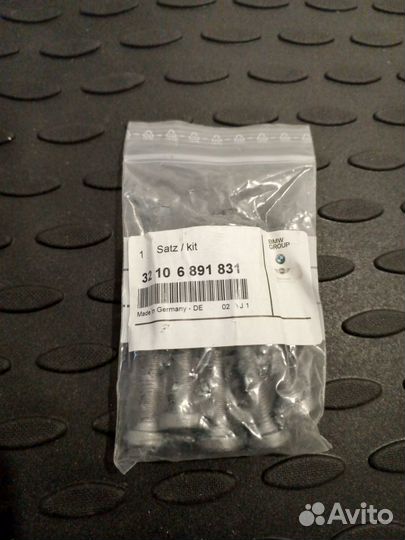 1 Satz / kit
32 10 6 891 831
Made in Germany - DE
BMW
GROUP
Avito